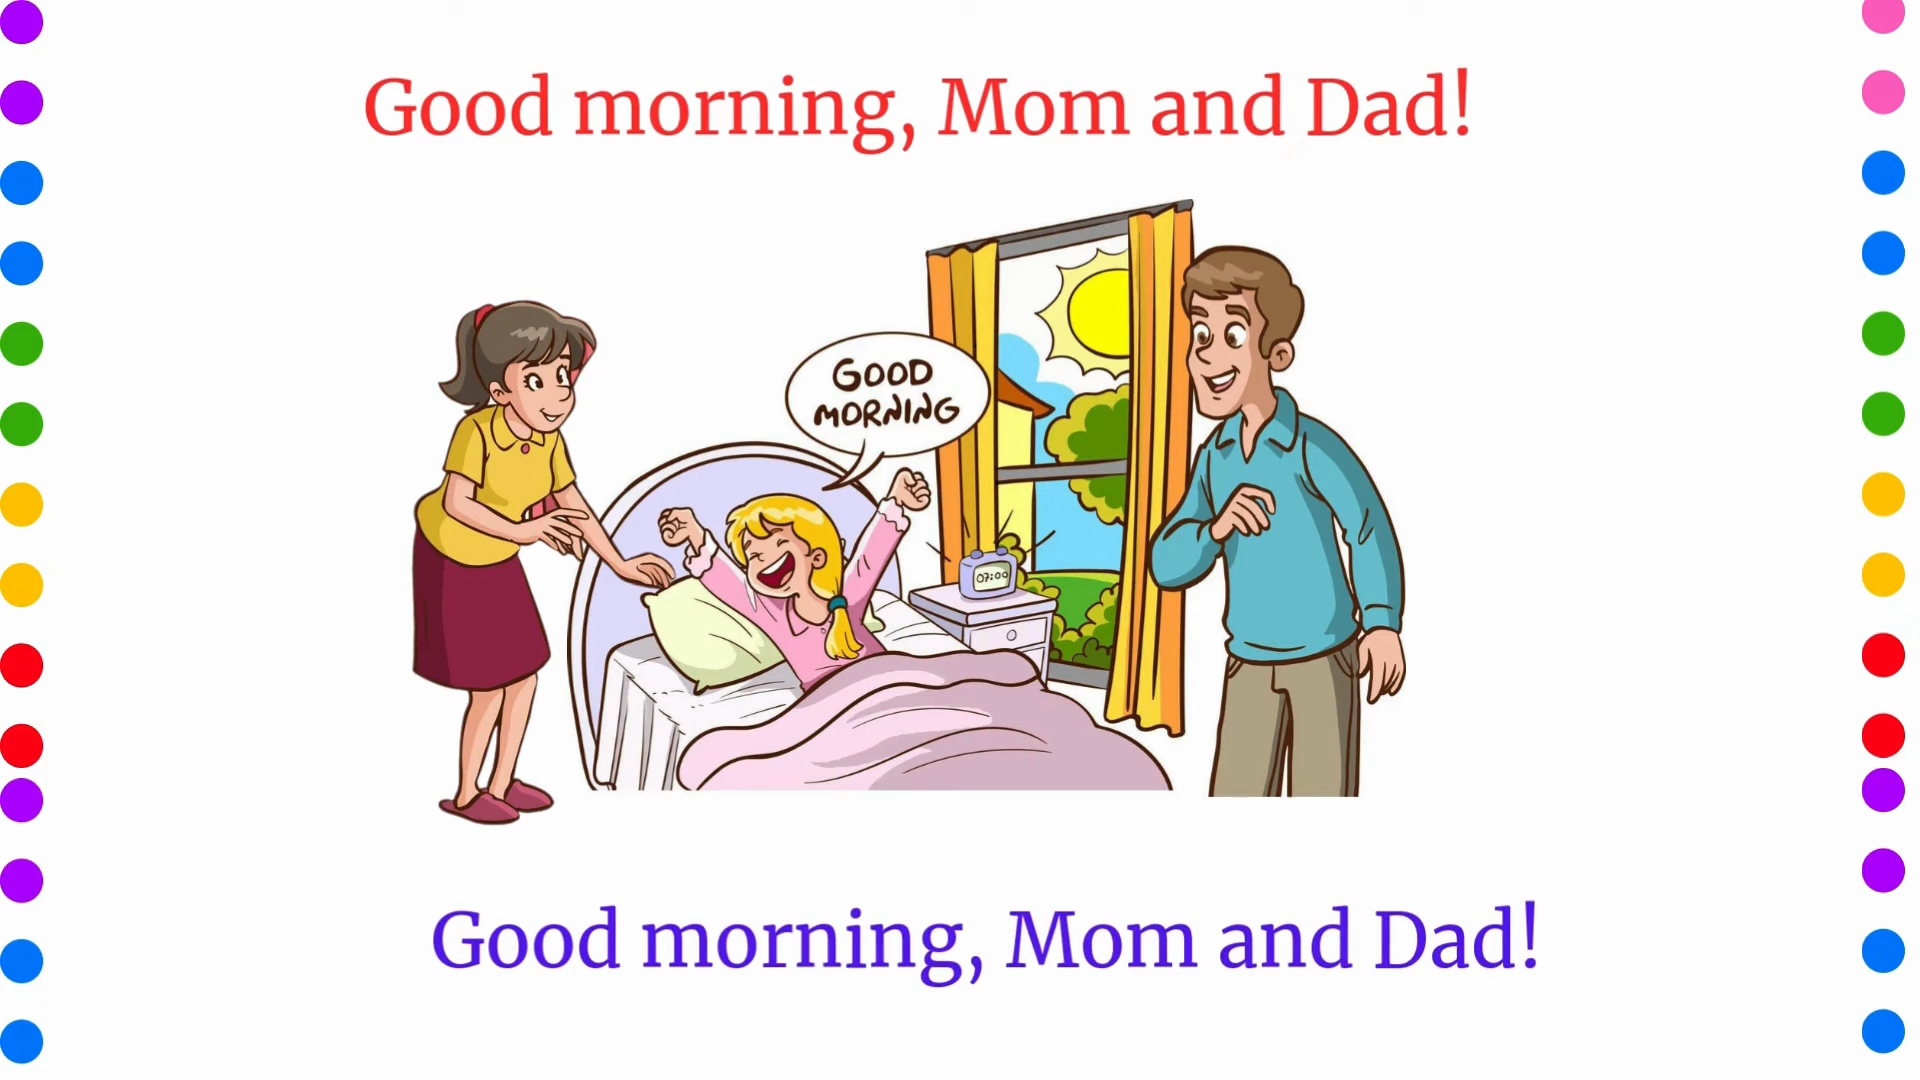 Good morning, Mom and Dad!
GOOD
MORNING
07:00
Good morning, Mom and Dad!